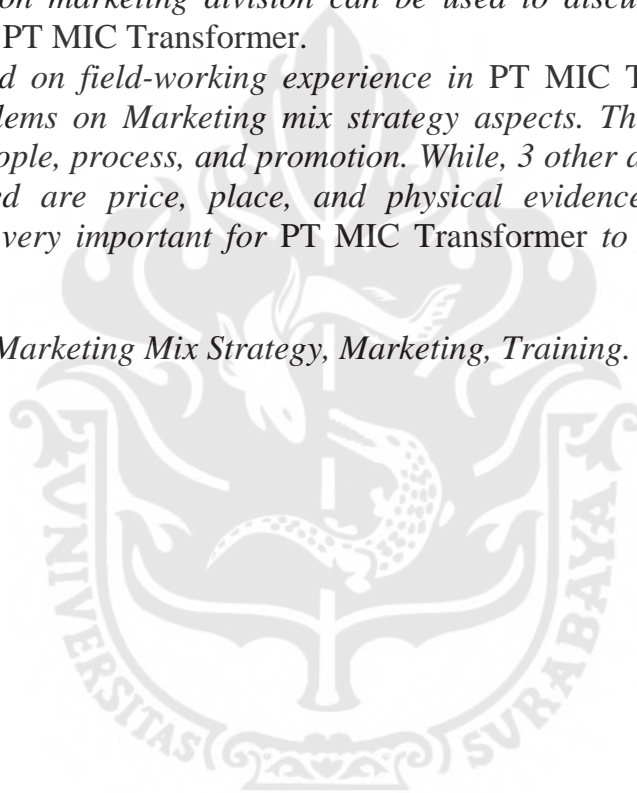 on marketing division can be used to discu
PT MIC Transformer.
d on field-working experience in PT MIC T
lems on Marketing mix strategy aspects. Th
ople, process, and promotion. While, 3 other a
ed are price, place, and physical evidence
very important for PT MIC Transformer to
Marketing Mix Strategy, Marketing, Training.
UNIVERSITAS SURABAYA